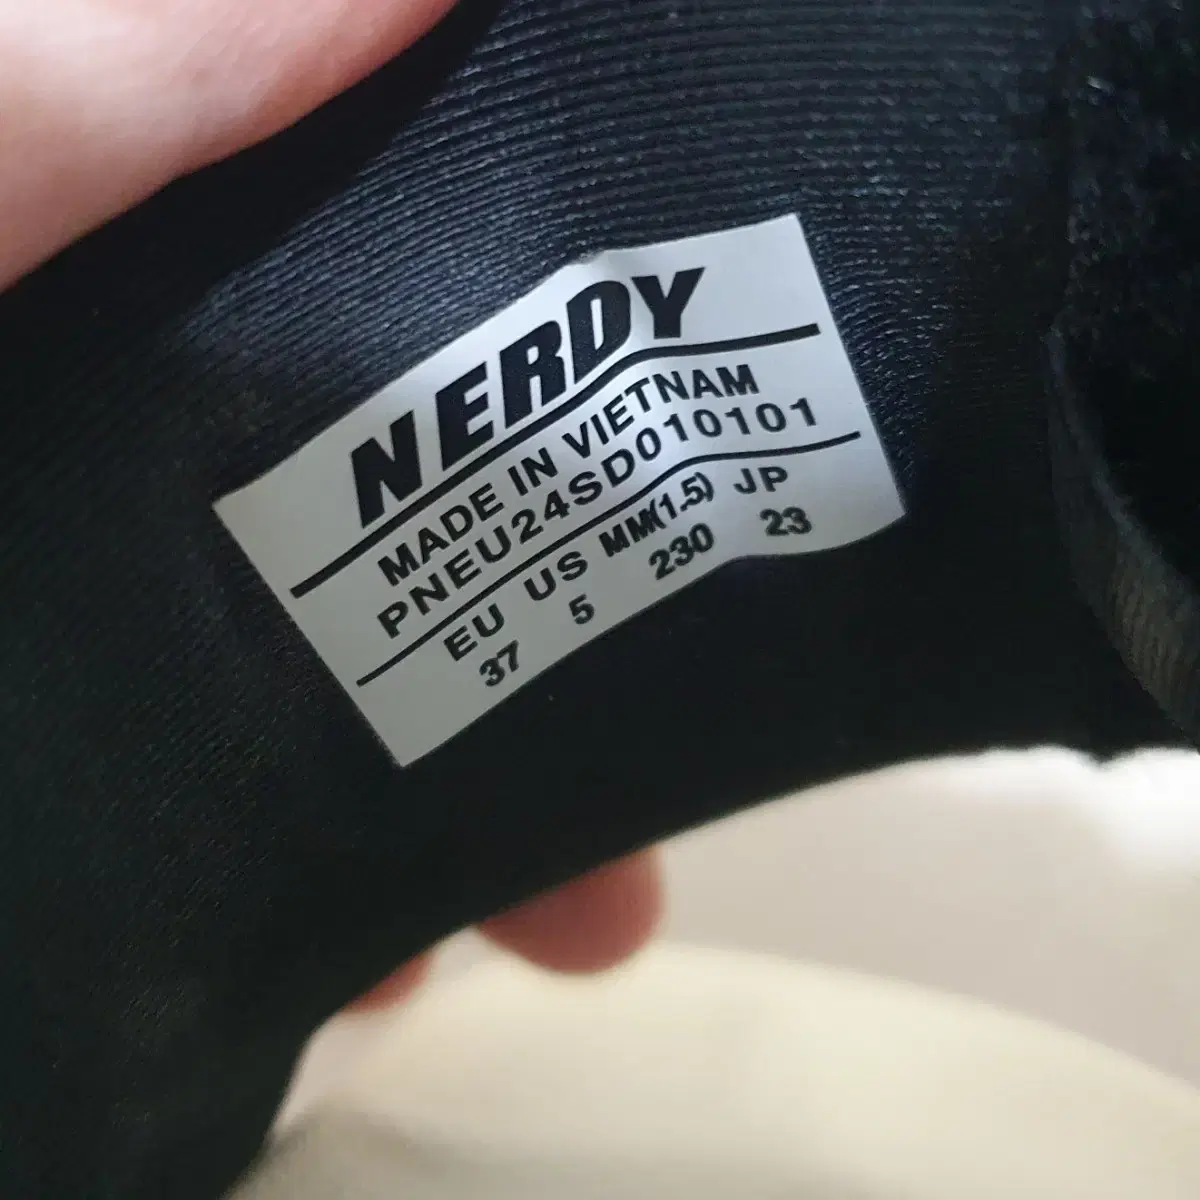 NERDY
MADE IN VIETNAM
PNEU24SD010101
EU US MM(1.5) JP
37 5 230 23